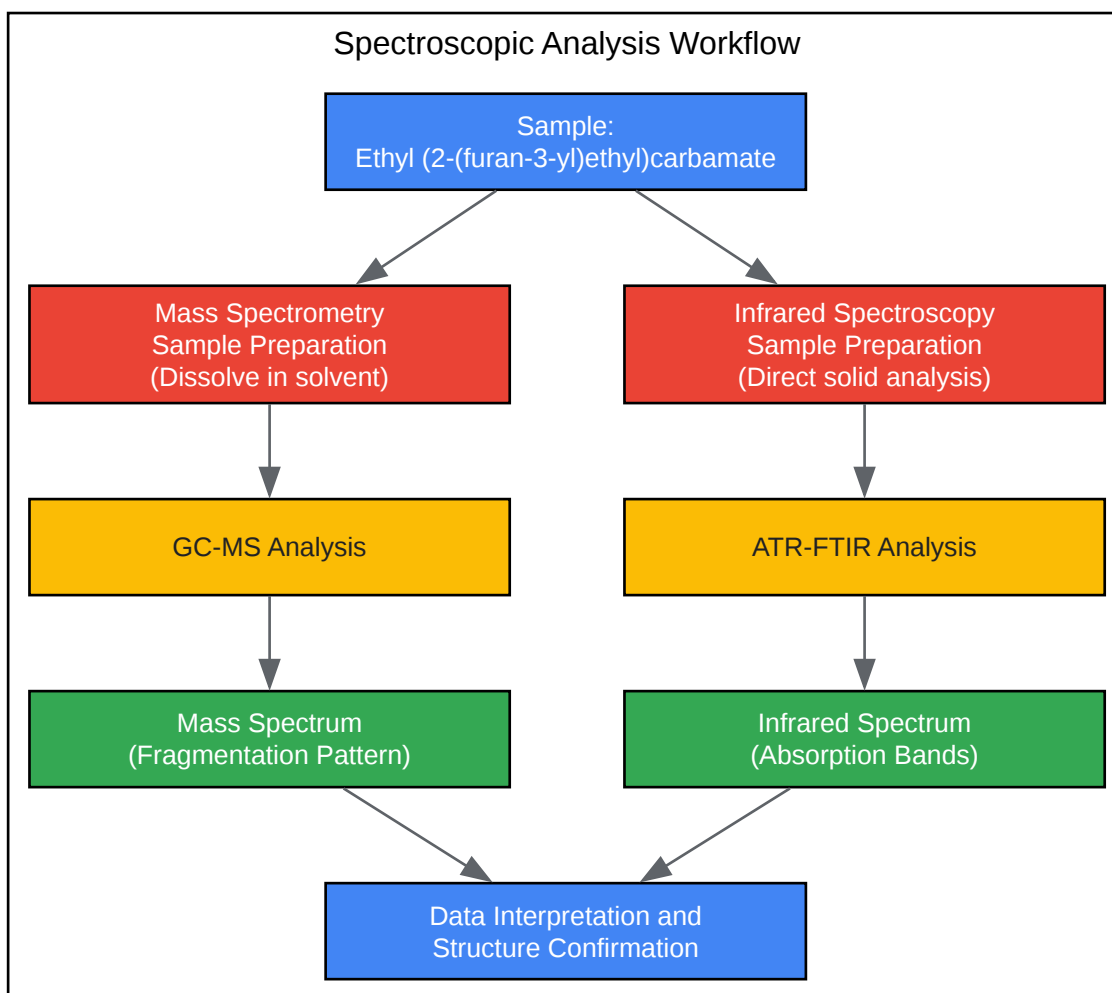 Spectroscopic Analysis Workflow
Sample:
Ethyl (2-(furan-3-yl)ethyl)carbamate
Mass Spectrometry
Sample Preparation
(Dissolve in solvent)
Infrared Spectroscopy
Sample Preparation
(Direct solid analysis)
GC-MS Analysis
ATR-FTIR Analysis
Mass Spectrum
(Fragmentation Pattern)
Infrared Spectrum
(Absorption Bands)
Data Interpretation and
Structure Confirmation